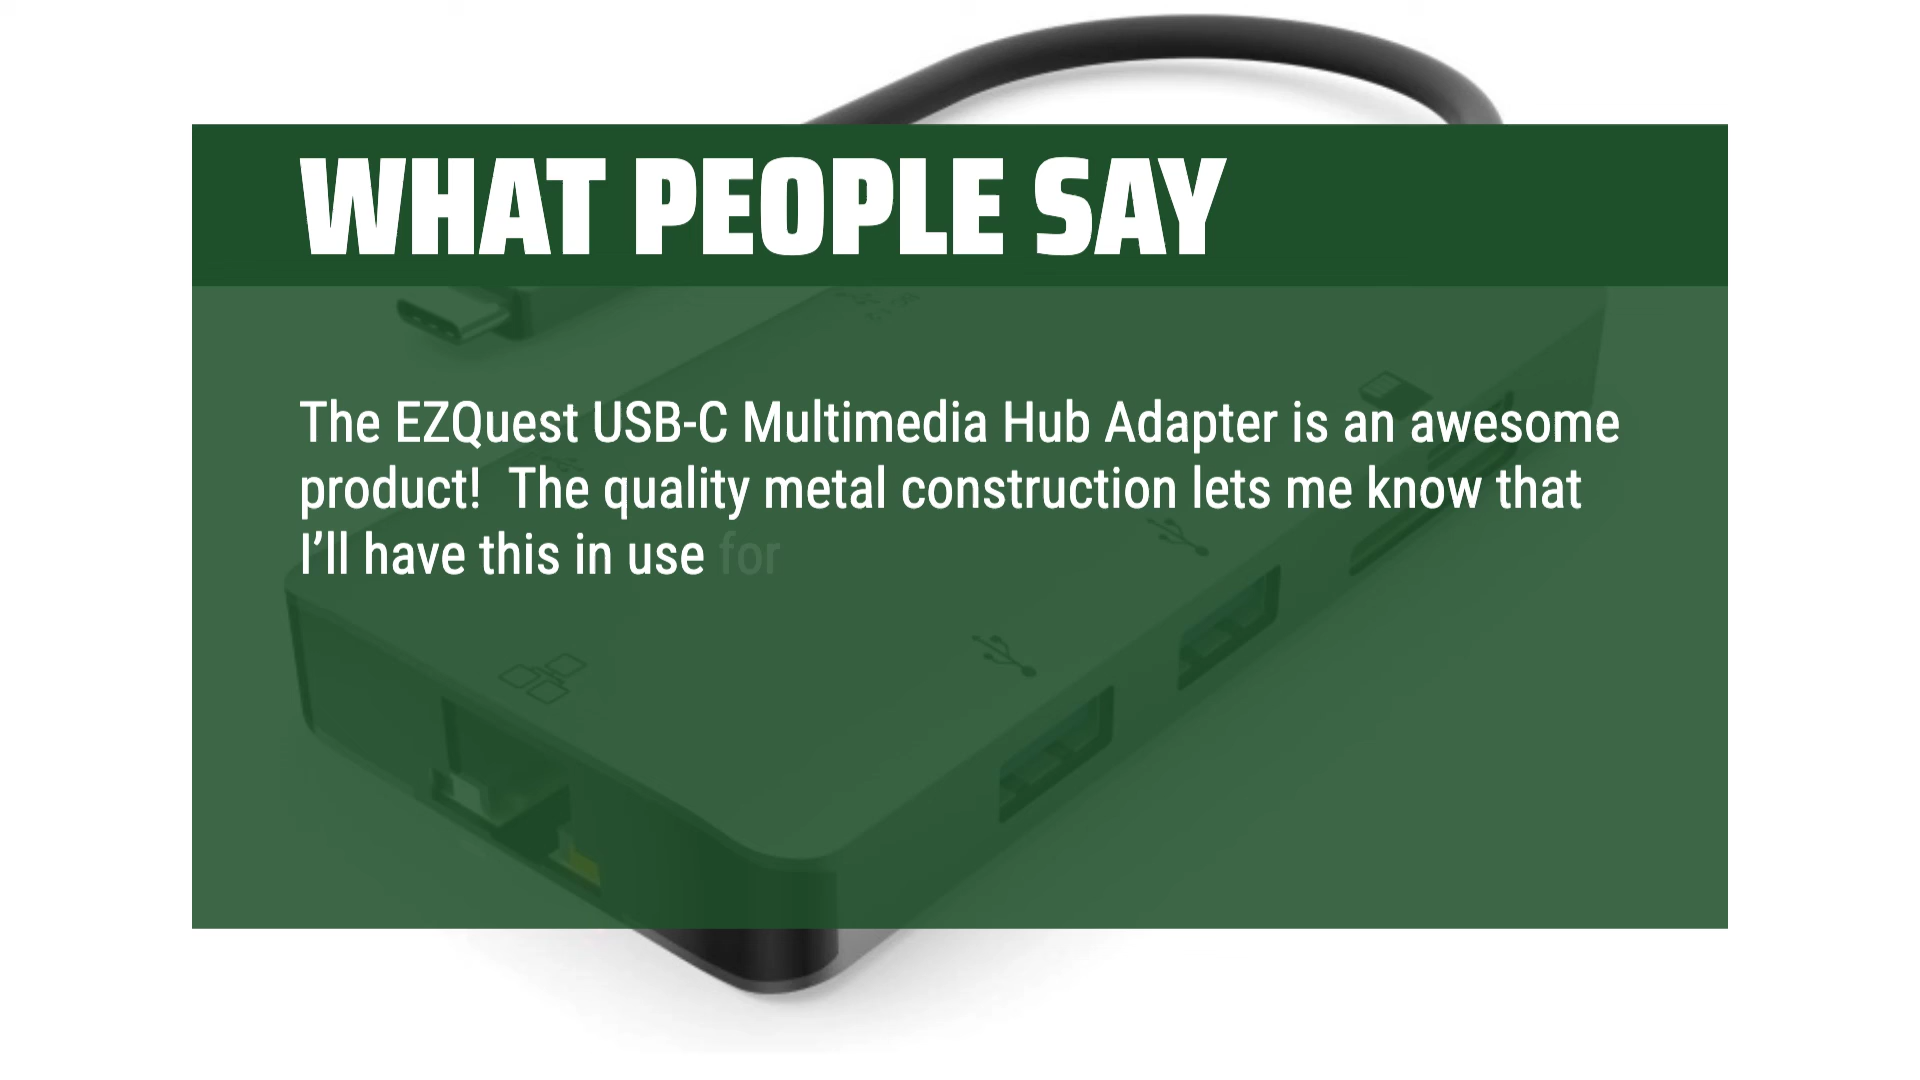 WHAT PEOPLE SAY
The EZQuest USB-C Multimedia Hub Adapter is an awesome
product!  The quality metal construction lets me know that
I’ll have this in use for